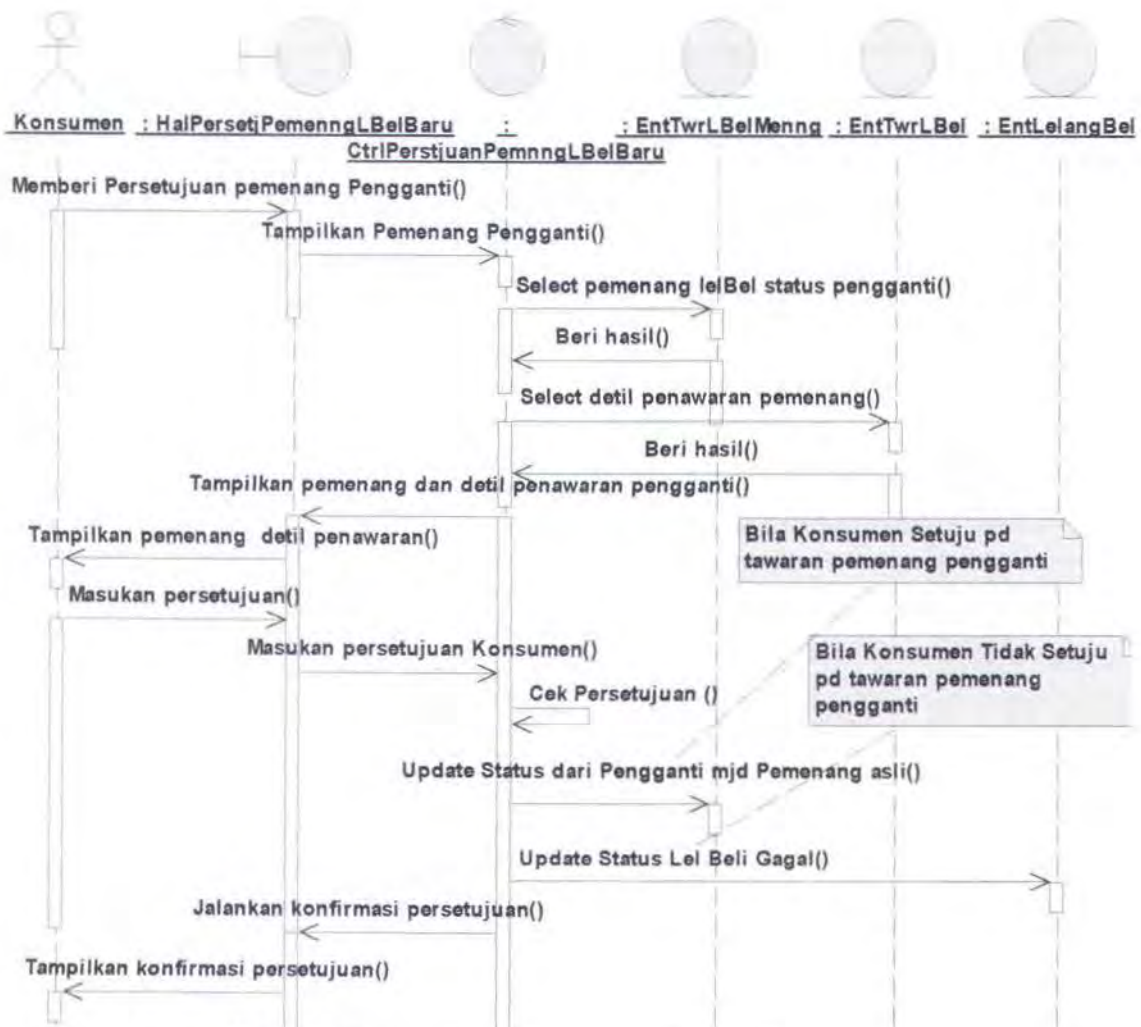 Konsumen : HalPersetjPemenngLBelBaru : : EntTwrLBelMenng : EntTwrLBel : EntLelangBel
CtrlPerstjuanPemnngLBelBaru
Memberi Persetujuan pemenang Pengganti()
Tampilkan Pemenang Pengganti()
Select pemenang lelBel status pengganti()
Beri hasil()
Select detil penawaran pemenang()
Beri hasil()
Tampilkan pemenang dan detil penawaran pengganti()
Tampilkan pemenang detil penawaran()
Bila Konsumen Setuju pd
tawaran pemenang pengganti
Masukan persetujuan()
Masukan persetujuan Konsumen()
Bila Konsumen Tidak Setuju
pd tawaran pemenang
pengganti
Cek Persetujuan ()
Update Status dari Pengganti mjd Pemenang asli()
Update Status Lel Beli Gagal()
Jalankan konfirmasi persetujuan()
Tampilkan konfirmasi persetujuan()